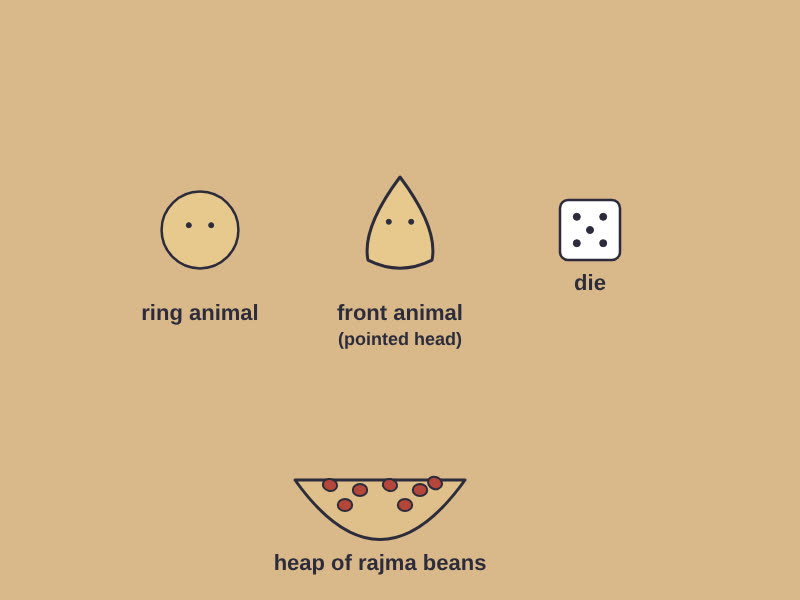 ring animal
front animal
(pointed head)
die
heap of rajma beans